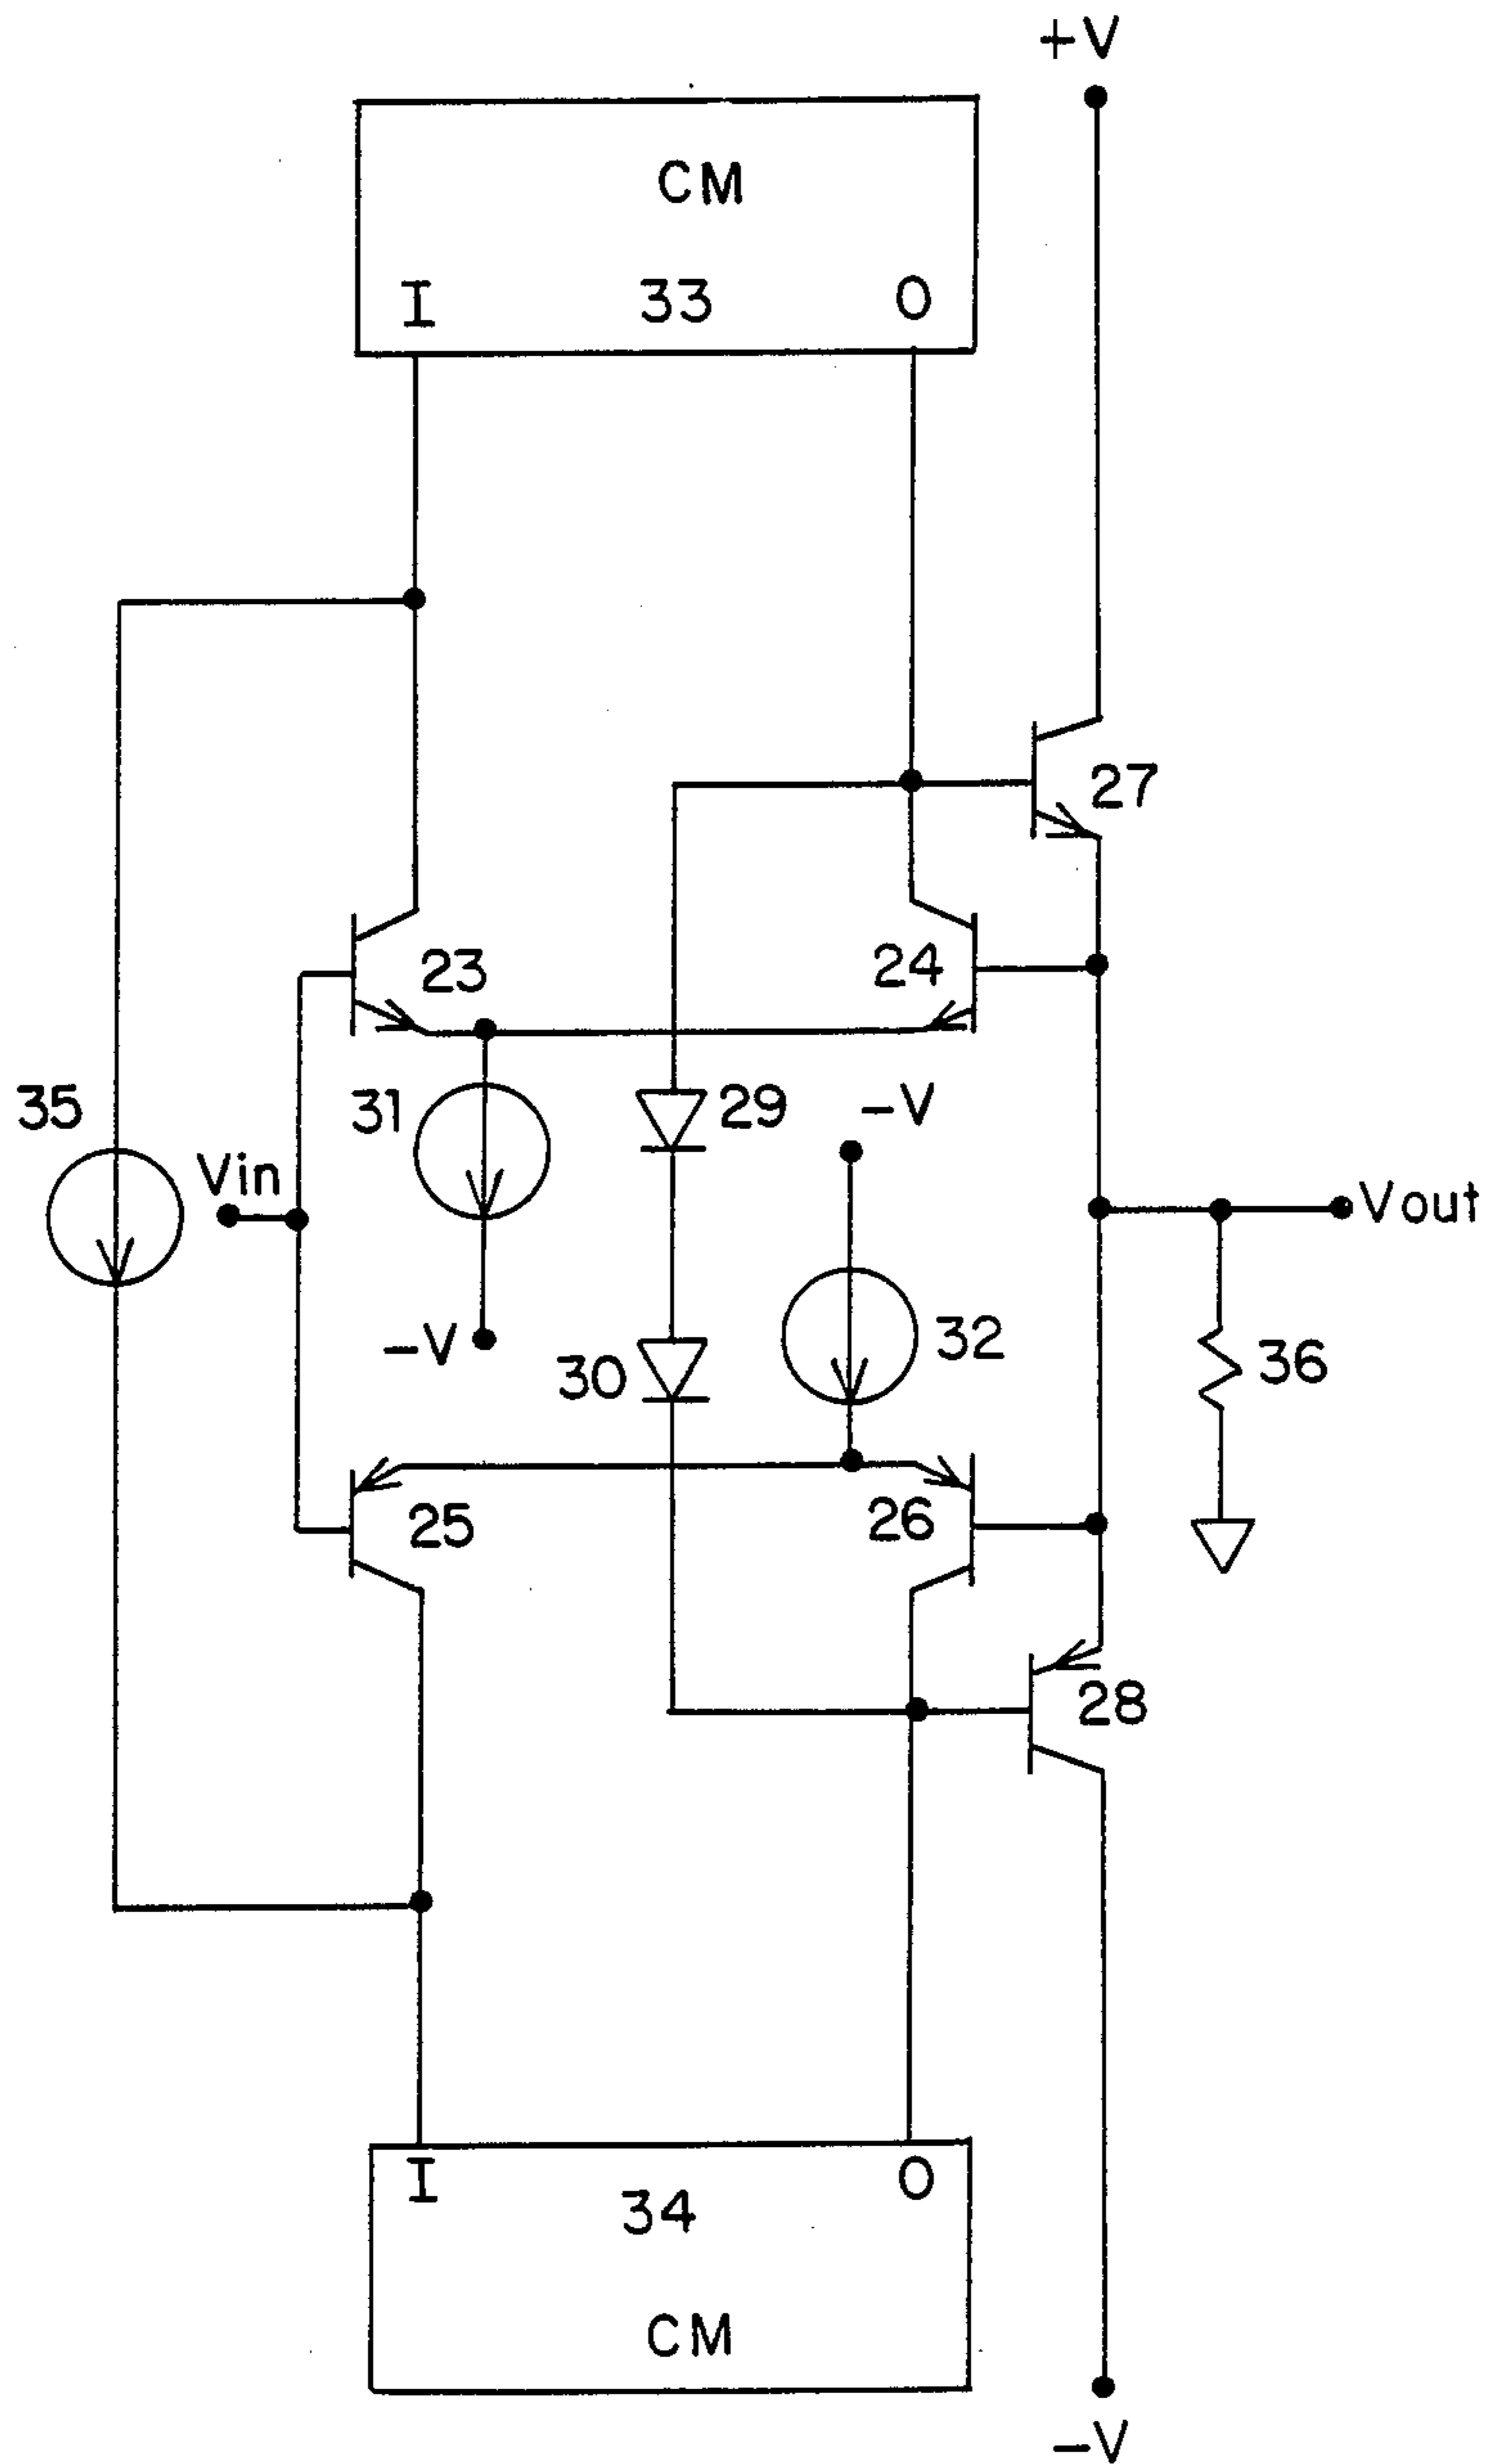 +V
CM
I 33 O
27
23 24
35 31 29 -V
Vin
Vout
-V 30 32 36
25 26
28
I 34 O
CM
-V